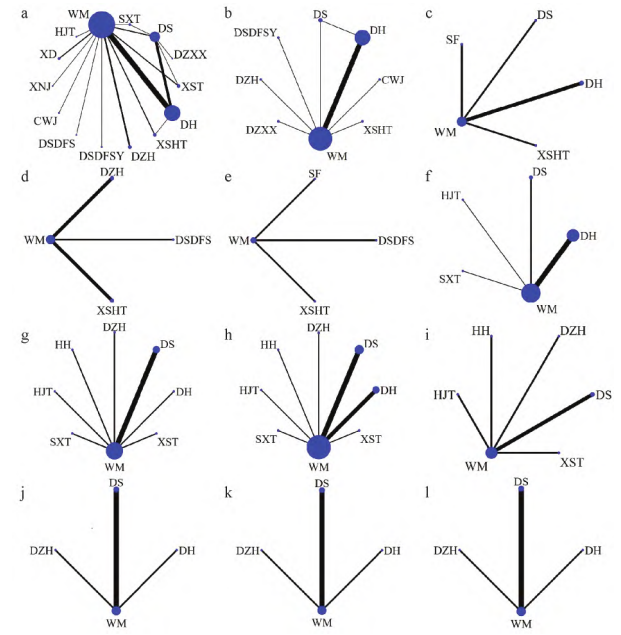 a
WM
SXT
HJT
DS
XD
DZXX
XNJ
XST
CWJ
DH
DSDFS
XSHT
DSDFSY
DZH
b
DS
DSDFSY
DH
DZH
CWJ
DZXX
XSHT
WM
c
DS
SF
DH
WM
XSHT
d
DZH
WM
DSDFS
XSHT
e
SF
WM
DSDFS
XSHT
f
DS
HJT
DH
SXT
WM
g
DZH
HH
DS
HJT
DH
SXT
XST
WM
h
DZH
HH
DS
HJT
DH
SXT
XST
WM
i
HH
DZH
HJT
DS
WM
XST
j
DS
DZH
DH
WM
k
DS
DZH
DH
WM
l
DS
DZH
DH
WM